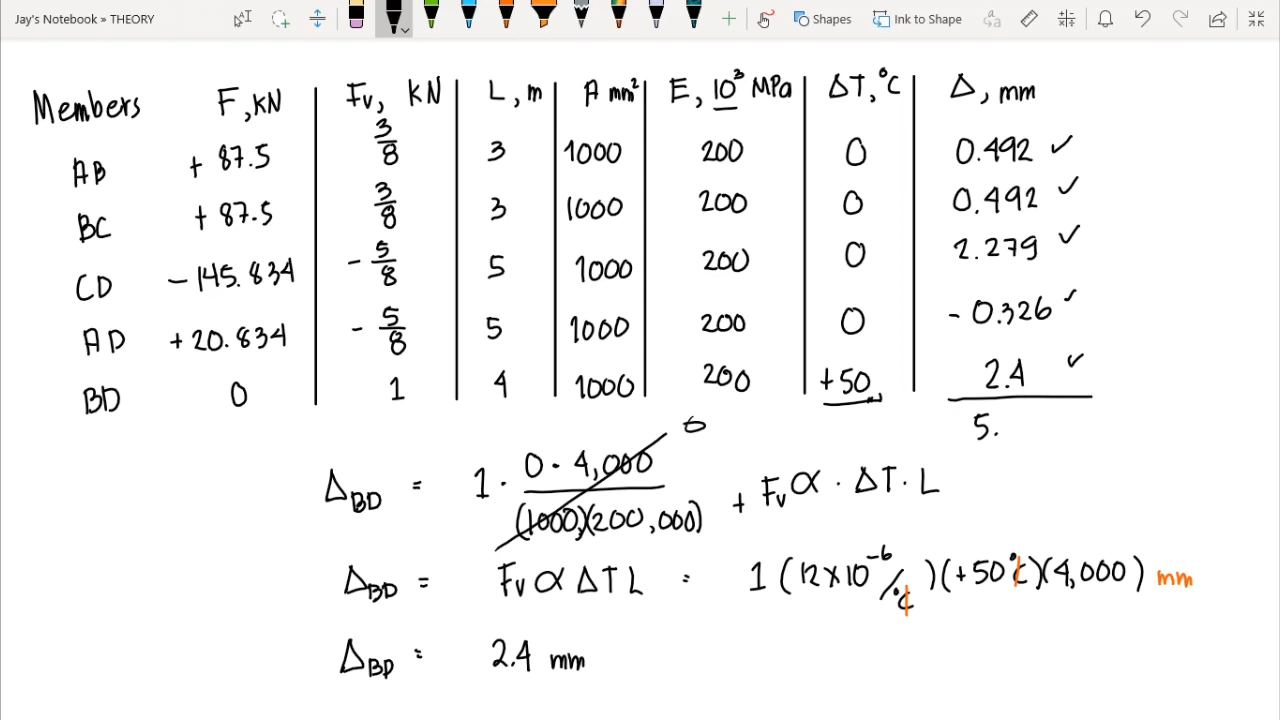 Jay's Notebook » THEORY Shapes Ink to Shape
Members F, kN Fv, kN L, m A mm² E, 10³ MPa ΔT, °C Δ, mm
AB + 87.5 3/8 3 1000 200 0 0.492 ✓
BC + 87.5 3/8 3 1000 200 0 0.492 ✓
CD − 145.834 − 5/8 5 1000 200 0 2.279 ✓
AD + 20.834 − 5/8 5 1000 200 0 − 0.326 ✓
BD 0 1 4 1000 200 +50 2.4 ✓
5.
Δ_BD = 1 · (0 · 4,000)/((1000)(200,000)) 0 + Fv α · ΔT · L
Δ_BD = Fv α ΔT L = 1 (12 x 10⁻⁶/°C) (+50°C)(4,000) mm
Δ_BD = 2.4 mm